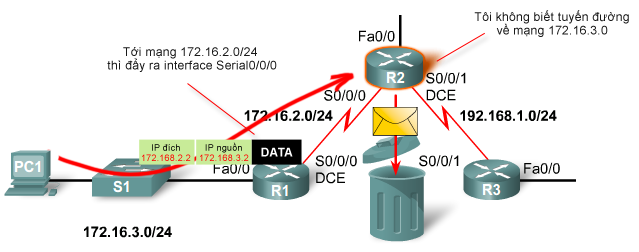 Tôi không biết tuyến đường
về mạng 172.16.3.0
Fa0/0
Tới mạng 172.16.2.0/24
thì đẩy ra interface Serial0/0/0
R2
S0/0/1
DCE
S0/0/0
172.16.2.0/24
192.168.1.0/24
IP đích
172.168.2.2
IP nguồn
172.168.3.2
DATA
PC1
S1
Fa0/0
R1
S0/0/0
DCE
S0/0/1
R3
Fa0/0
172.16.3.0/24